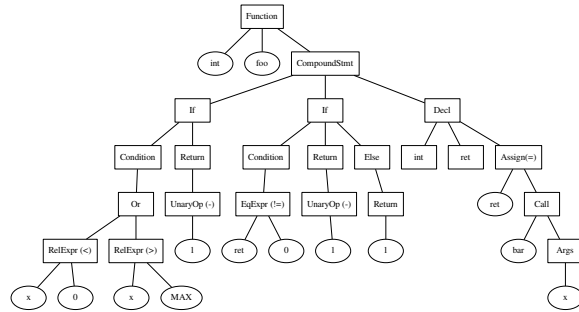 Function
int foo CompoundStmt
If If Decl
Condition Return Condition Return Else int ret Assign(=)
Or UnaryOp (-) EqExpr (!=) UnaryOp (-) Return ret Call
RelExpr (<) RelExpr (>) 1 ret 0 1 1 bar Args
x 0 x MAX x